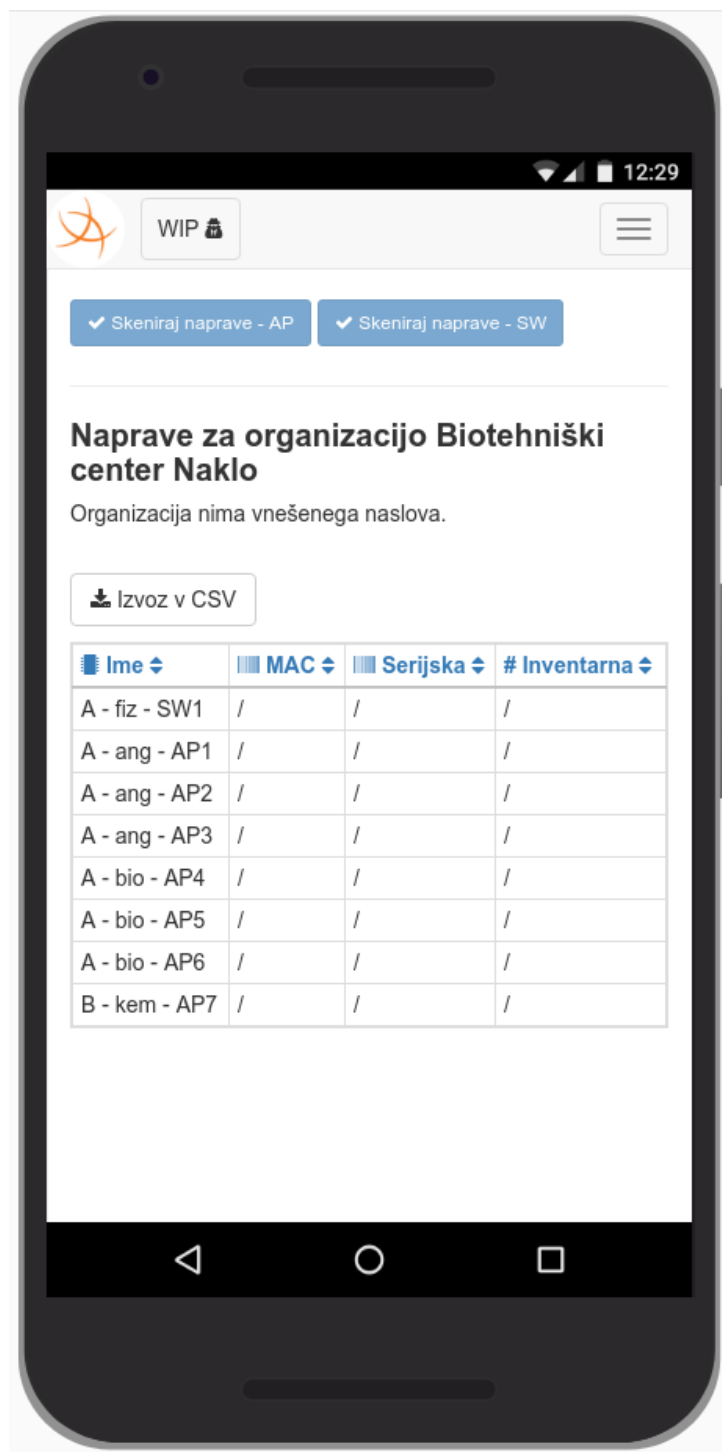 12:29
WIP
Skeniraj naprave - AP Skeniraj naprave - SW
Naprave za organizacijo Biotehniški
center Naklo
Organizacija nima vnešenega naslova.
Izvoz v CSV
Ime MAC Serijska # Inventarna
A - fiz - SW1 / / /
A - ang - AP1 / / /
A - ang - AP2 / / /
A - ang - AP3 / / /
A - bio - AP4 / / /
A - bio - AP5 / / /
A - bio - AP6 / / /
B - kem - AP7 / / /